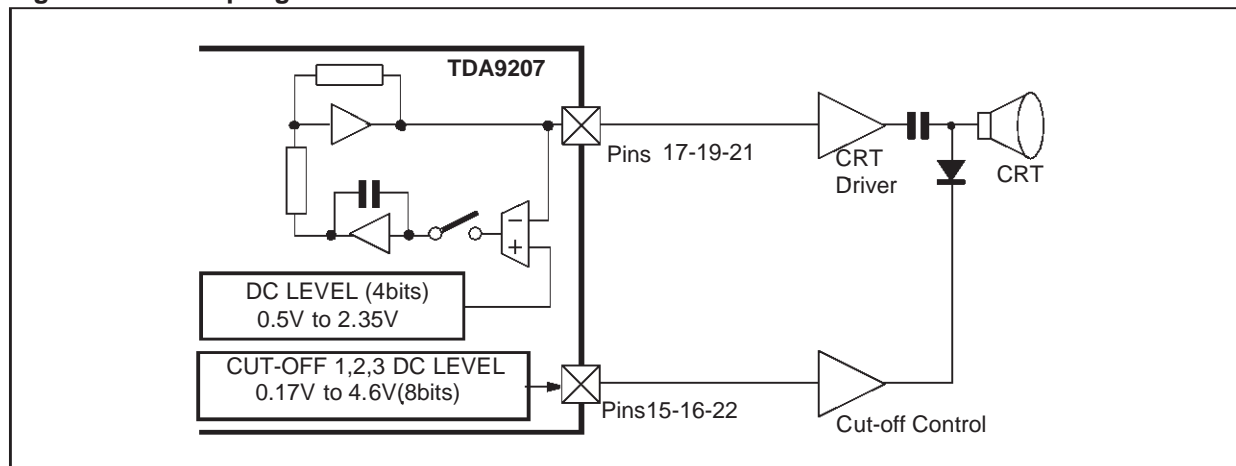 TDA9207
Pins 17-19-21
CRT
Driver
CRT
−
+
DC LEVEL (4bits)
0.5V to 2.35V
CUT-OFF 1,2,3 DC LEVEL
0.17V to 4.6V(8bits)
Pins15-16-22
Cut-off Control